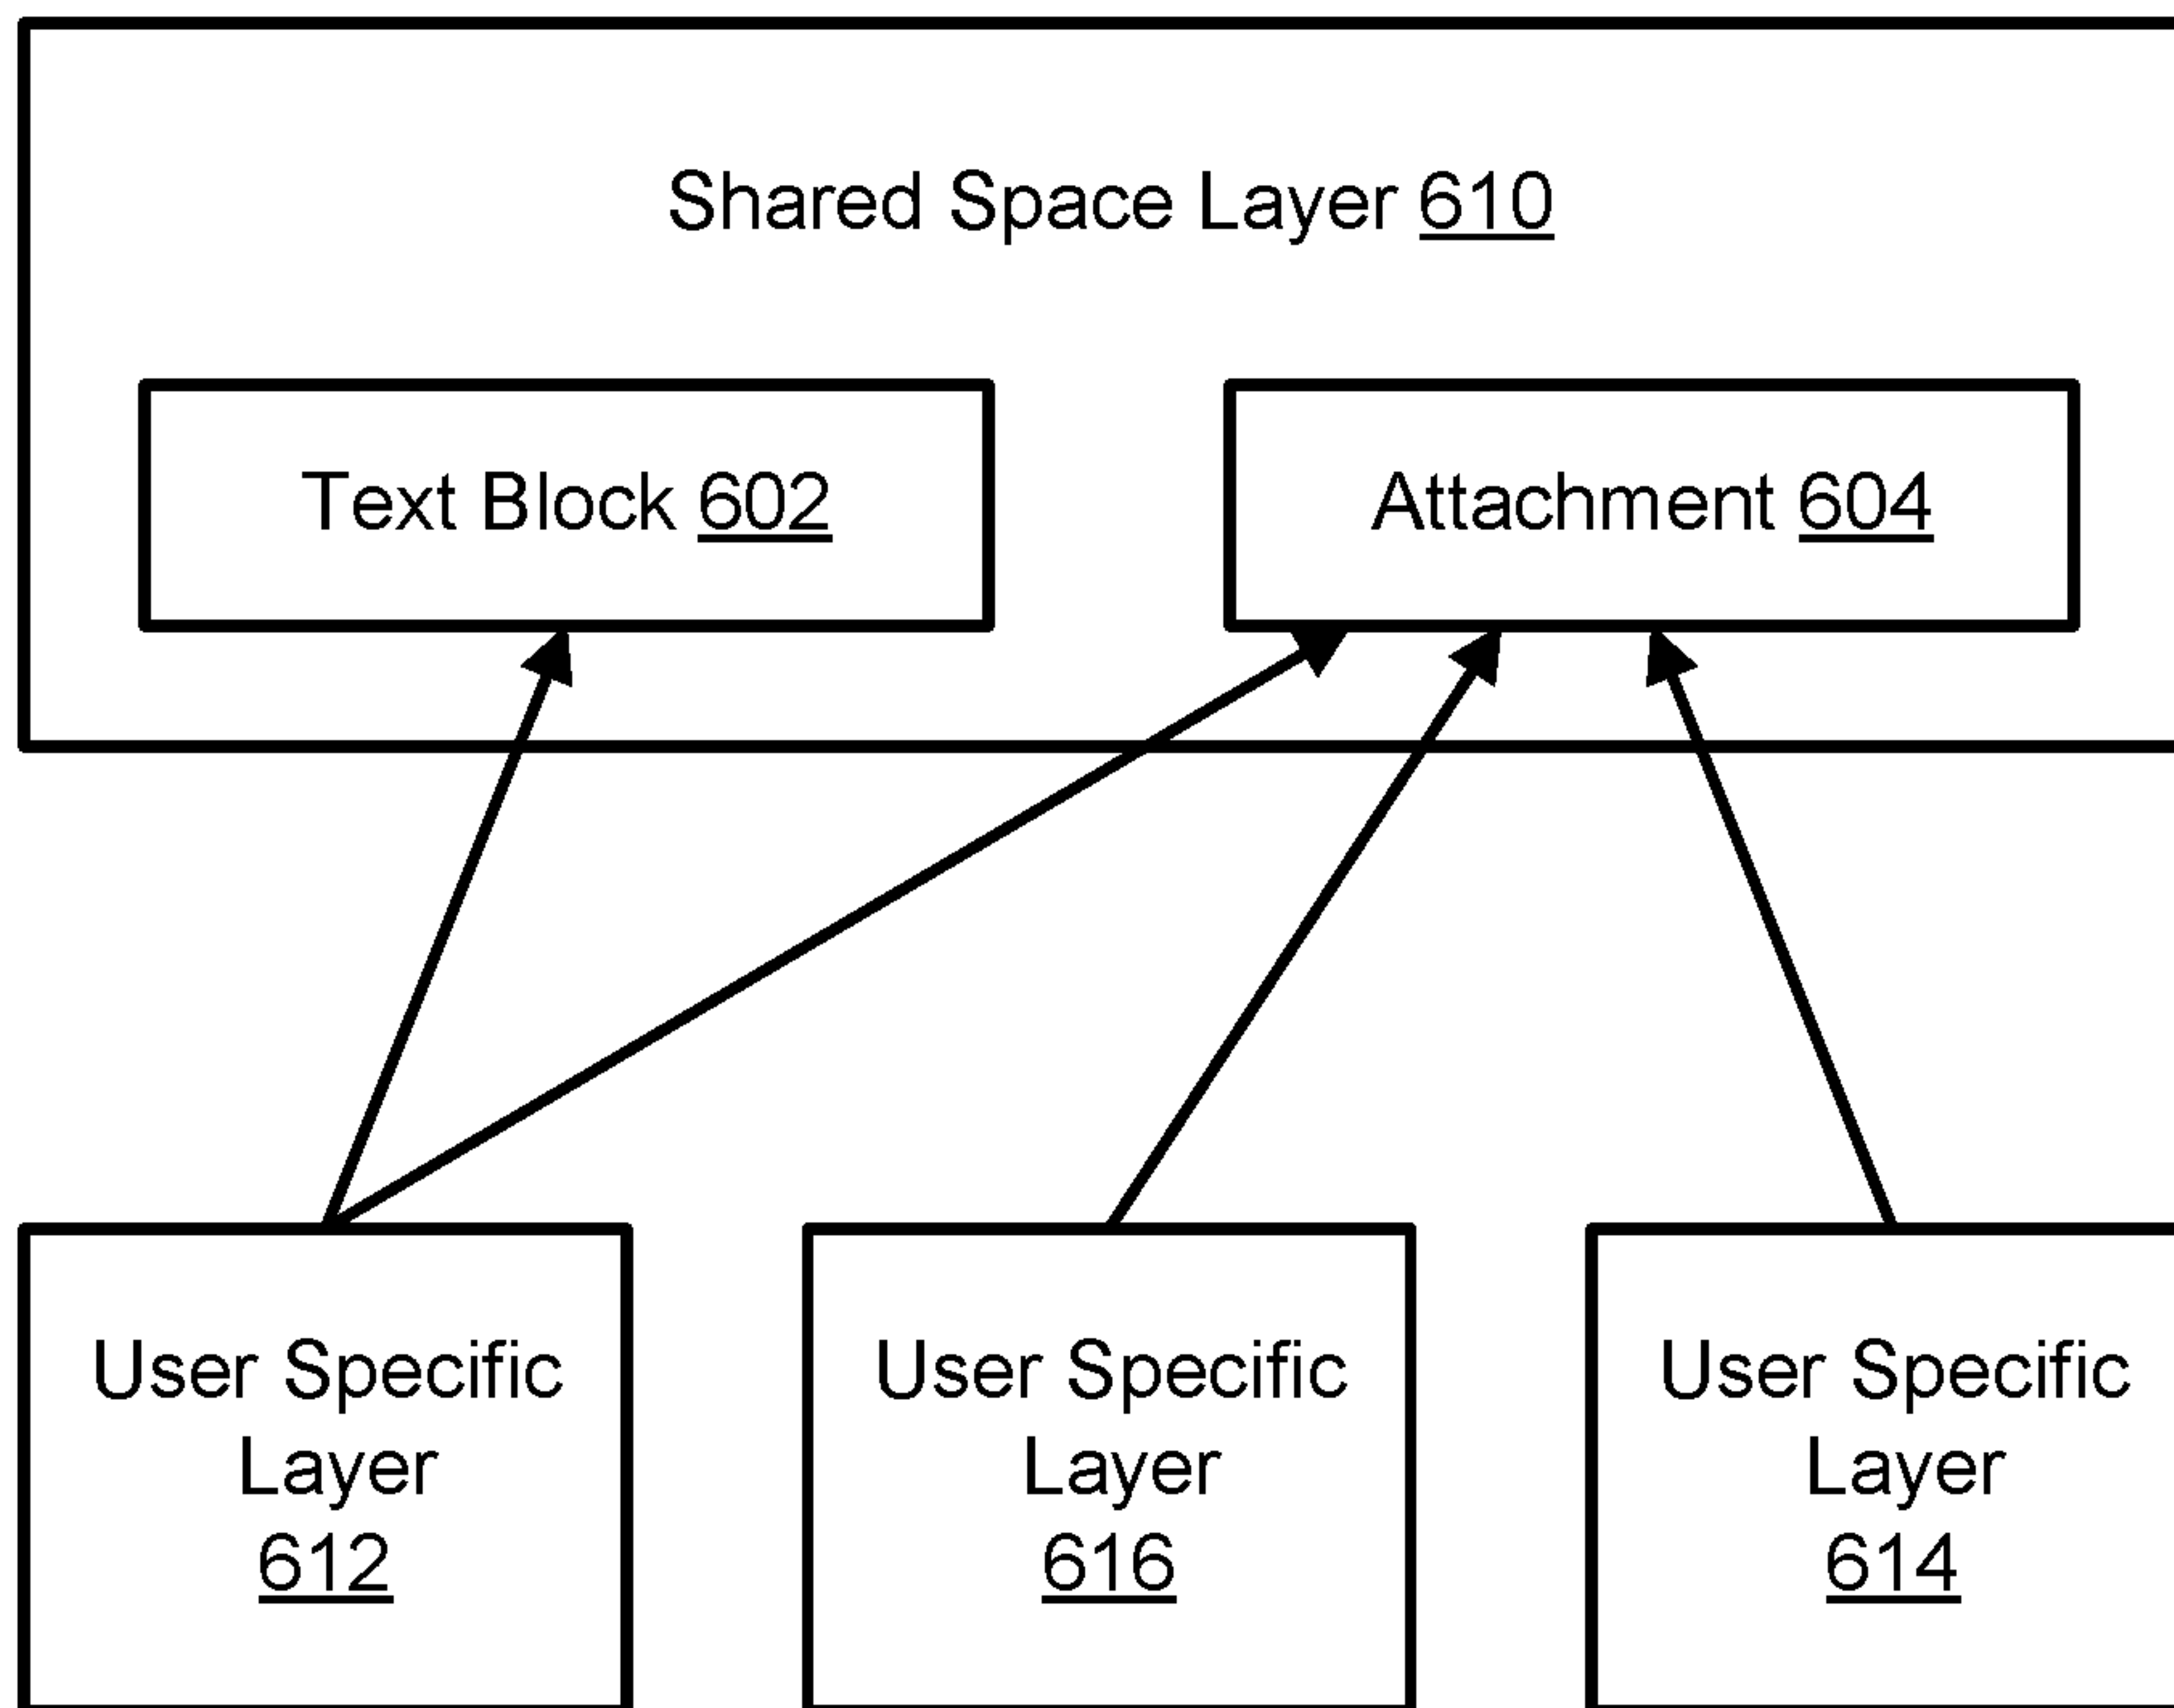 Shared Space Layer 610
Text Block 602
Attachment 604
User Specific
Layer
612
User Specific
Layer
616
User Specific
Layer
614